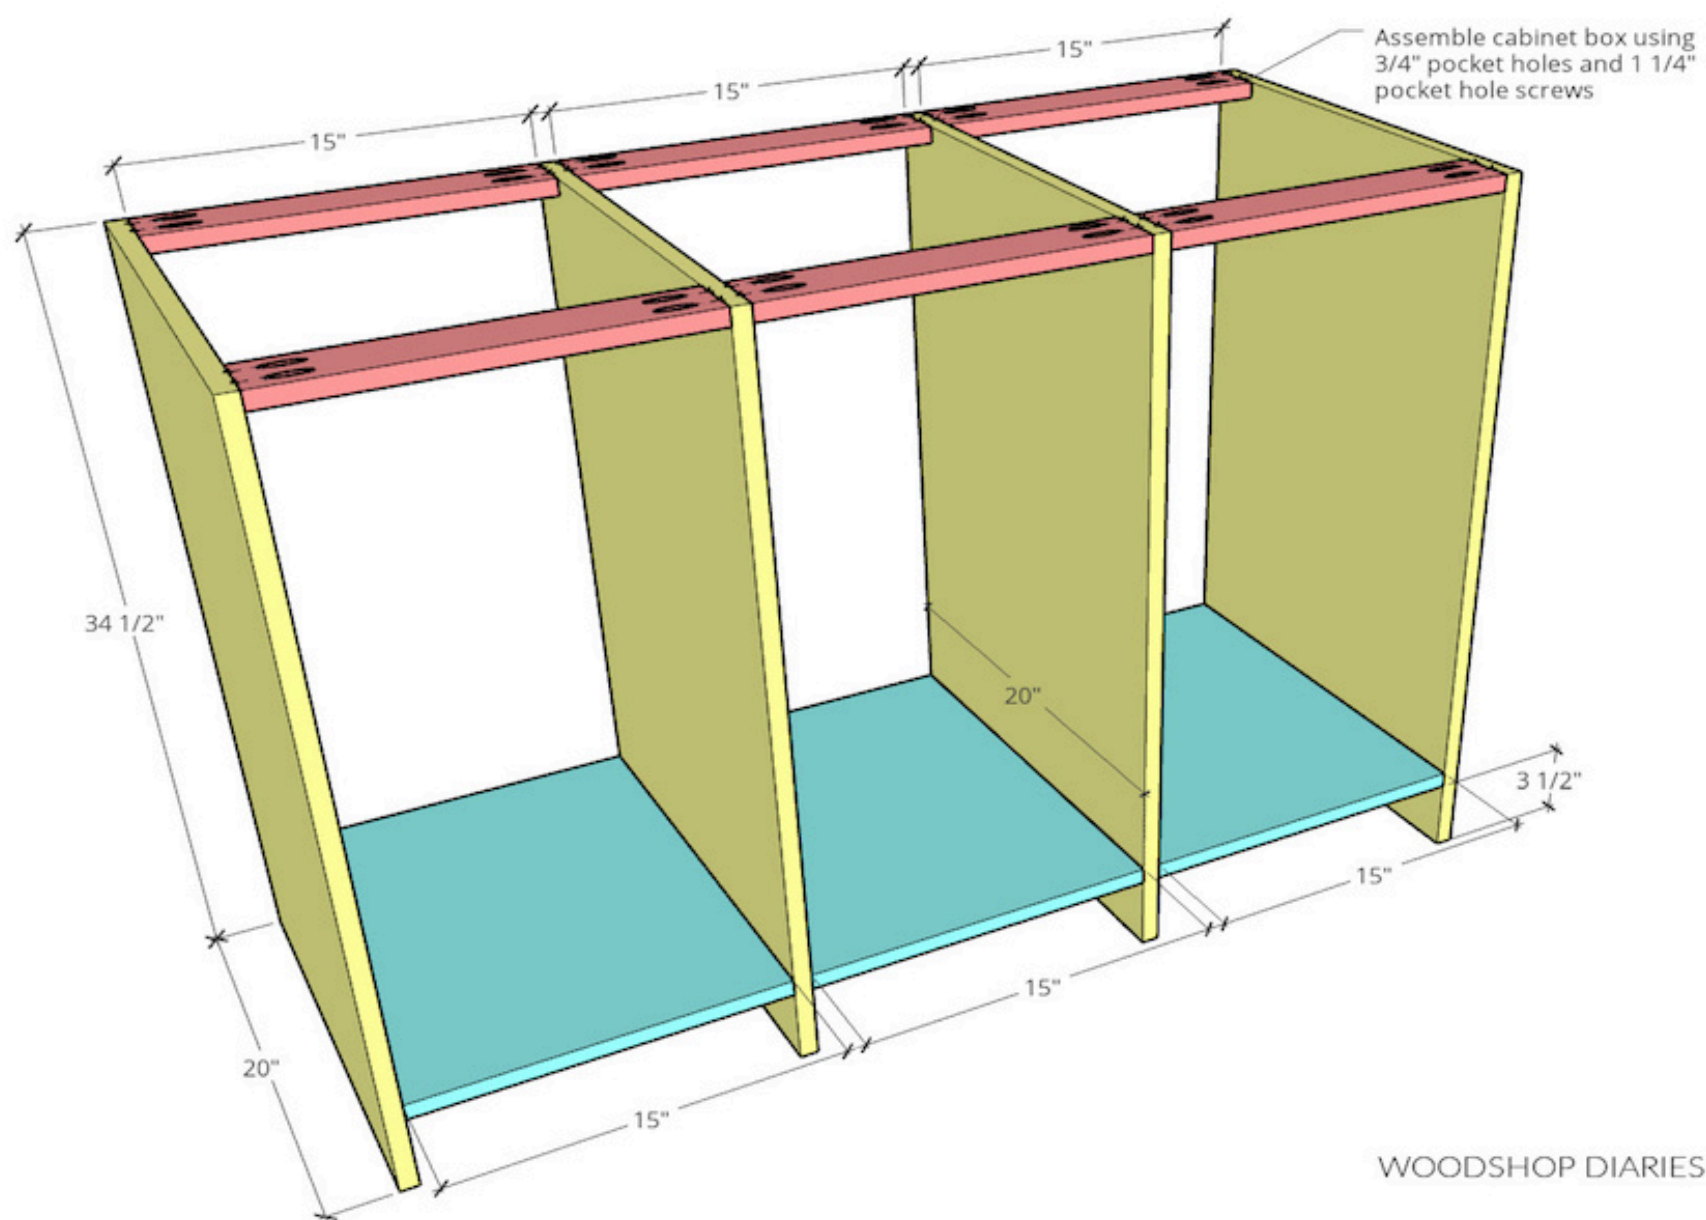 Assemble cabinet box using
3/4" pocket holes and 1 1/4"
pocket hole screws
15"
15"
15"
34 1/2"
20"
3 1/2"
15"
15"
20"
15"
WOODSHOP DIARIES